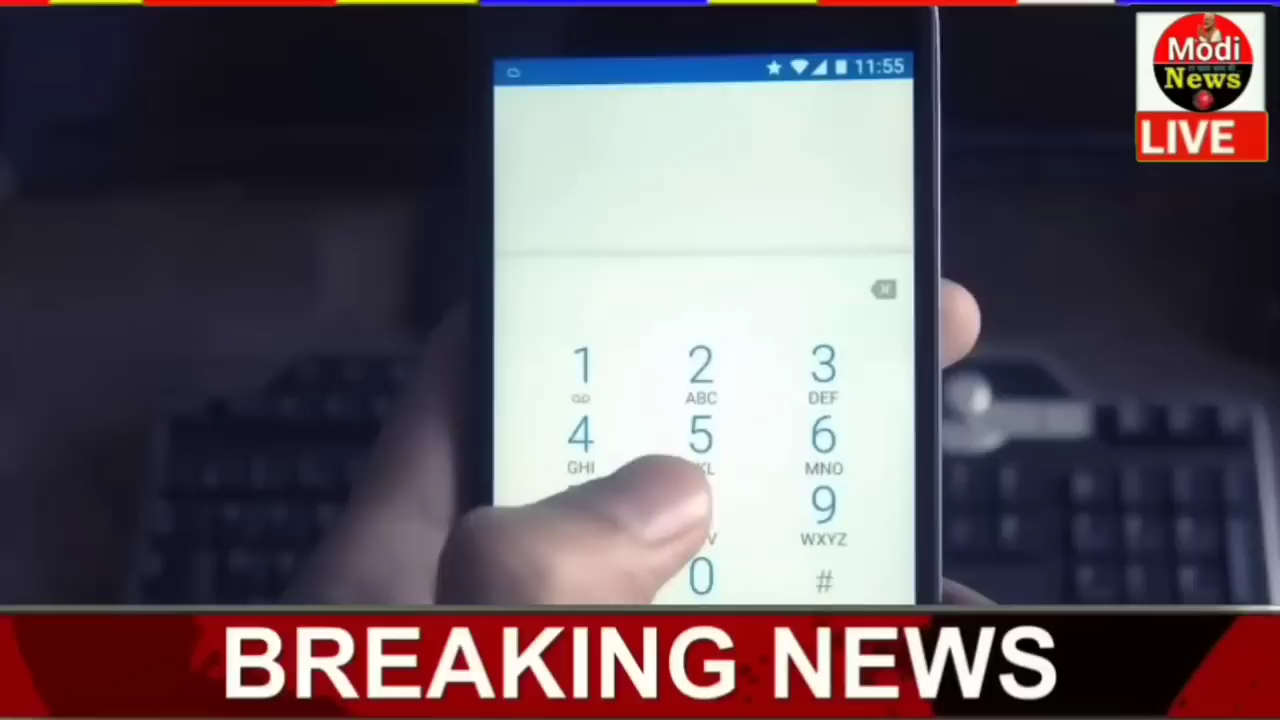 11:55
Modi
News
LIVE
1 2 3
ABC DEF
4 5 6
GHI MNO
9
WXYZ
0 #
BREAKING NEWS